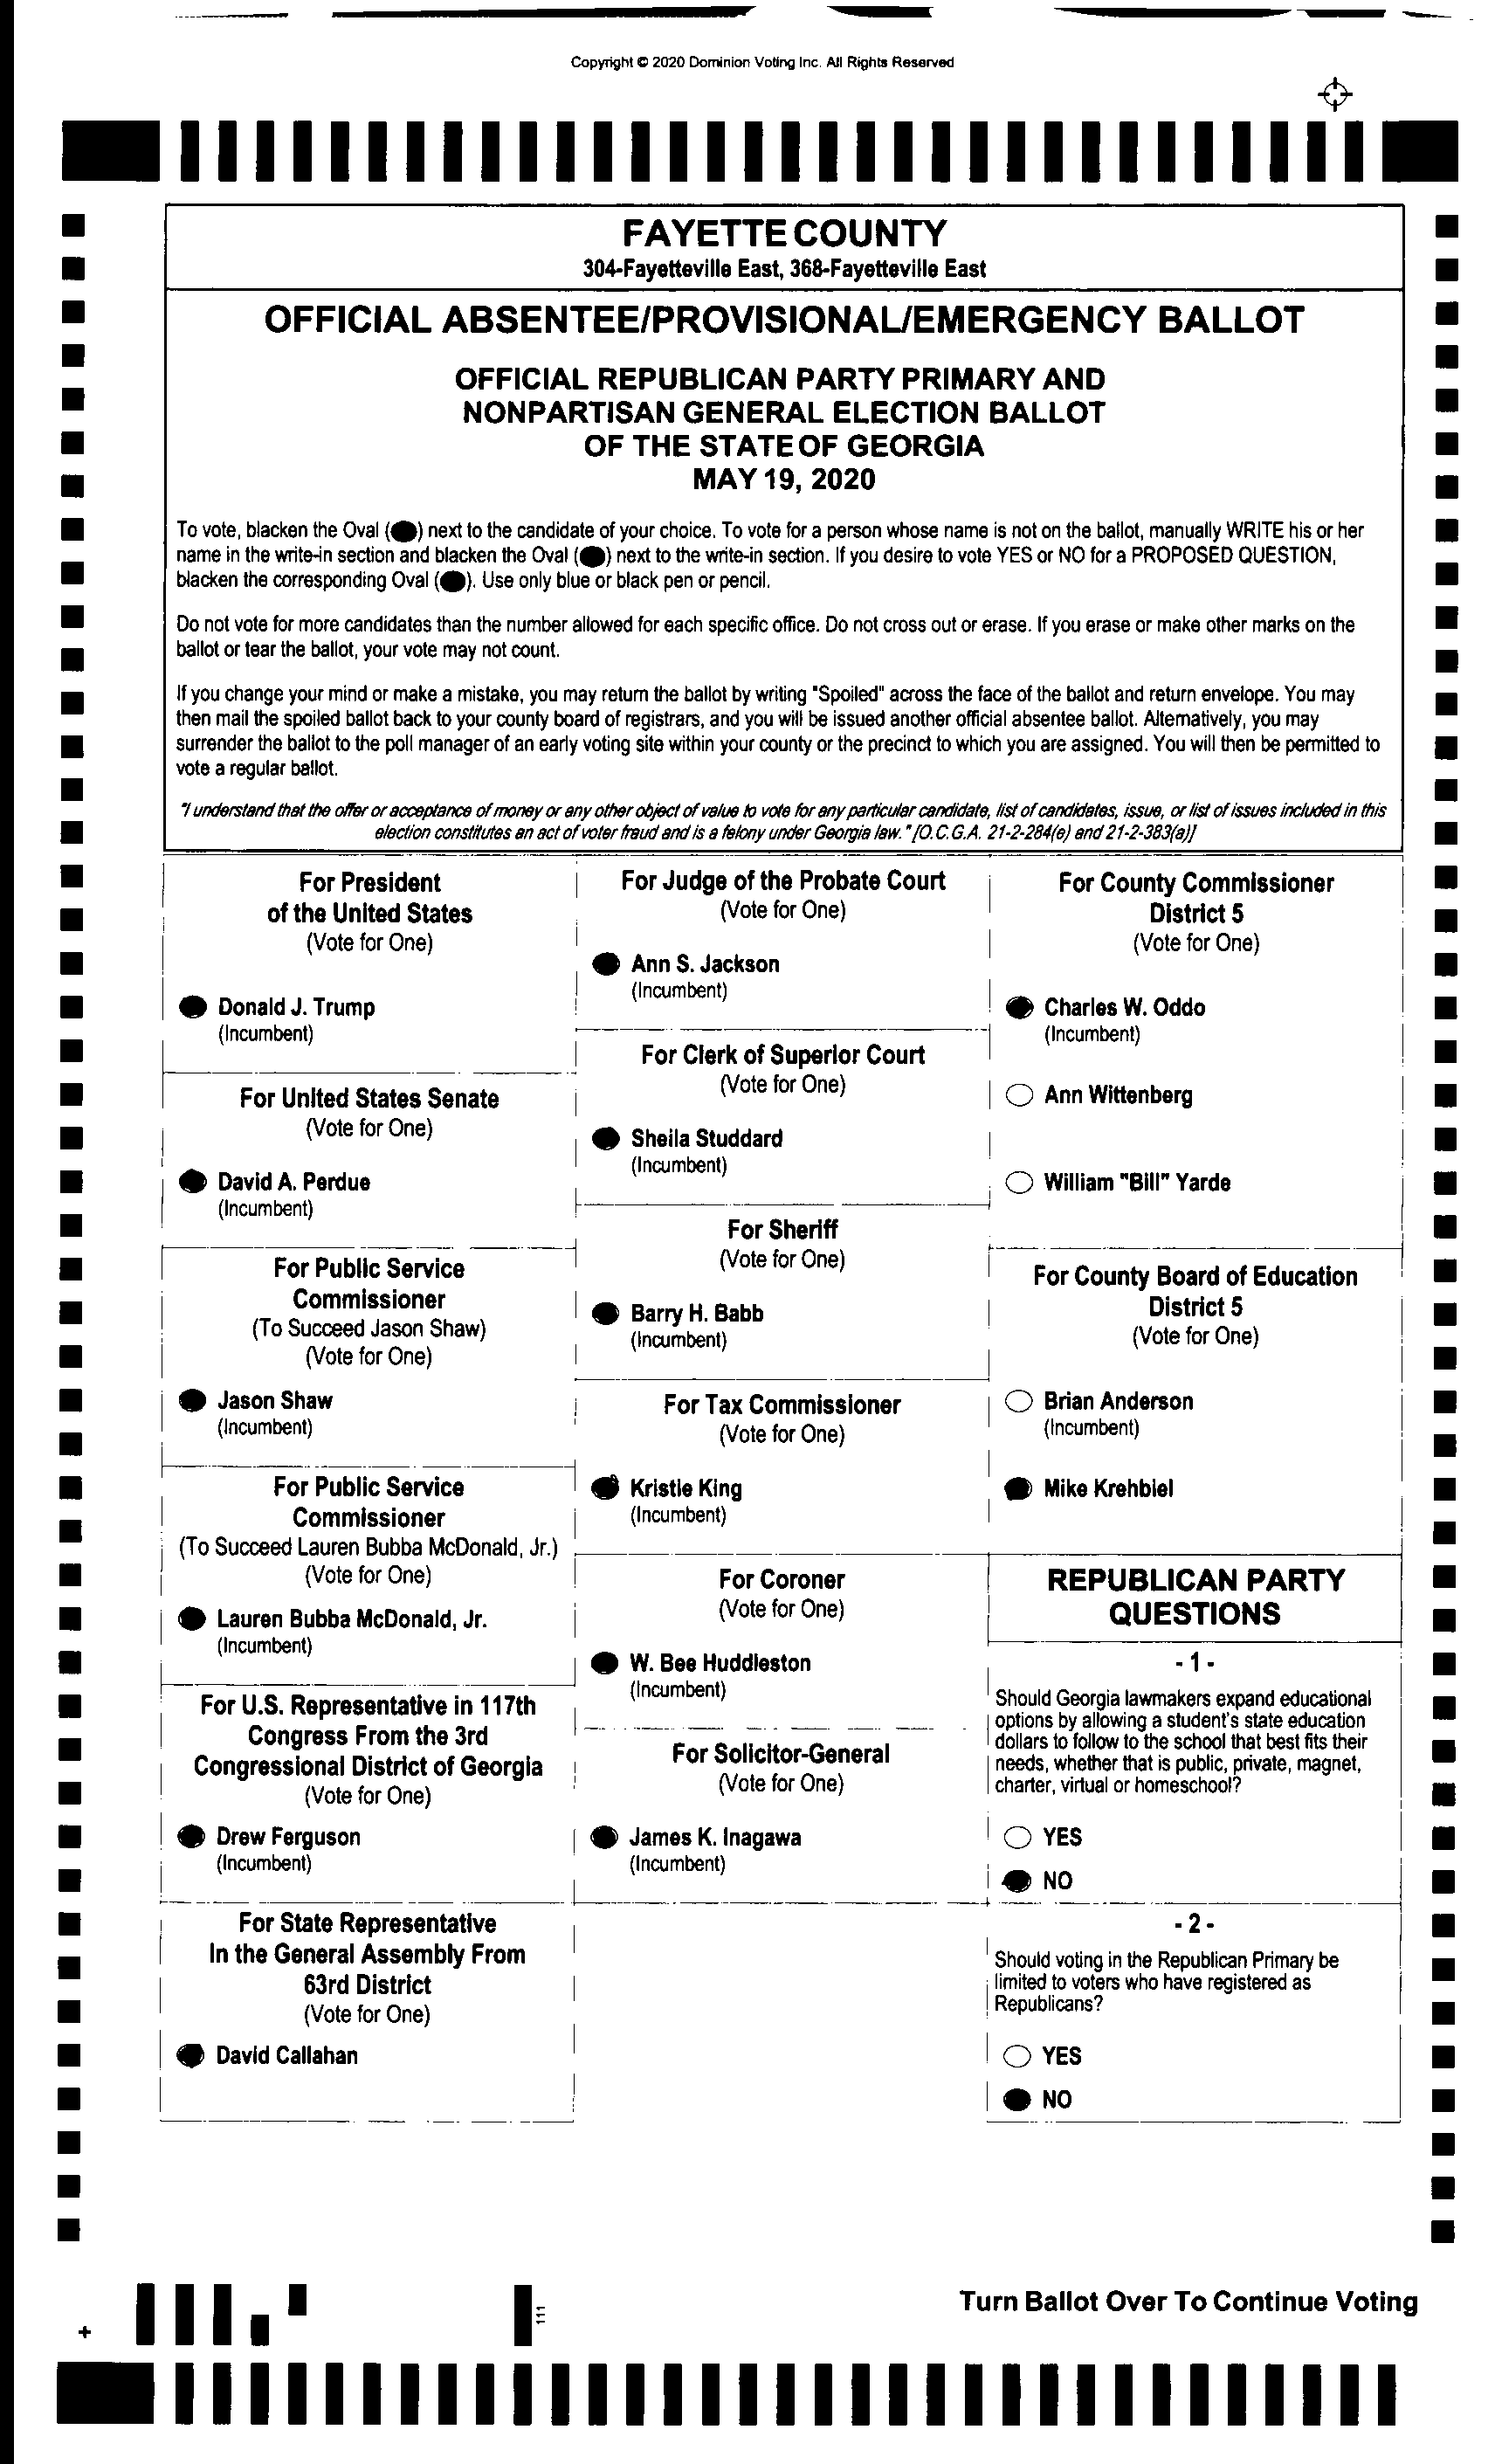 Copyright © 2020 Dominion Voting Inc. All Rights Reserved
FAYETTE COUNTY
304-Fayetteville East, 368-Fayetteville East
OFFICIAL ABSENTEE/PROVISIONAL/EMERGENCY BALLOT
OFFICIAL REPUBLICAN PARTY PRIMARY AND
NONPARTISAN GENERAL ELECTION BALLOT
OF THE STATE OF GEORGIA
MAY 19, 2020
To vote, blacken the Oval (●) next to the candidate of your choice. To vote for a person whose name is not on the ballot, manually WRITE his or her
name in the write-in section and blacken the Oval (●) next to the write-in section. If you desire to vote YES or NO for a PROPOSED QUESTION,
blacken the corresponding Oval (●). Use only blue or black pen or pencil.
Do not vote for more candidates than the number allowed for each specific office. Do not cross out or erase. If you erase or make other marks on the
ballot or tear the ballot, your vote may not count.
If you change your mind or make a mistake, you may return the ballot by writing "Spoiled" across the face of the ballot and return envelope. You may
then mail the spoiled ballot back to your county board of registrars, and you will be issued another official absentee ballot. Alternatively, you may
surrender the ballot to the poll manager of an early voting site within your county or the precinct to which you are assigned. You will then be permitted to
vote a regular ballot.
"I understand that the offer or acceptance of money or any other object of value to vote for any particular candidate, list of candidates, issue, or list of issues included in this
election constitutes an act of voter fraud and is a felony under Georgia law." [O.C.G.A. 21-2-284(e) and 21-2-383(a)]
For President
of the United States
(Vote for One)
Donald J. Trump
(Incumbent)
For United States Senate
(Vote for One)
David A. Perdue
(Incumbent)
For Public Service
Commissioner
(To Succeed Jason Shaw)
(Vote for One)
Jason Shaw
(Incumbent)
For Public Service
Commissioner
(To Succeed Lauren Bubba McDonald, Jr.)
(Vote for One)
Lauren Bubba McDonald, Jr.
(Incumbent)
For U.S. Representative in 117th
Congress From the 3rd
Congressional District of Georgia
(Vote for One)
Drew Ferguson
(Incumbent)
For State Representative
In the General Assembly From
63rd District
(Vote for One)
David Callahan
For Judge of the Probate Court
(Vote for One)
Ann S. Jackson
(Incumbent)
For Clerk of Superior Court
(Vote for One)
Sheila Studdard
(Incumbent)
For Sheriff
(Vote for One)
Barry H. Babb
(Incumbent)
For Tax Commissioner
(Vote for One)
Kristie King
(Incumbent)
For Coroner
(Vote for One)
W. Bee Huddleston
(Incumbent)
For Solicitor-General
(Vote for One)
James K. Inagawa
(Incumbent)
For County Commissioner
District 5
(Vote for One)
Charles W. Oddo
(Incumbent)
Ann Wittenberg
William "Bill" Yarde
For County Board of Education
District 5
(Vote for One)
Brian Anderson
(Incumbent)
Mike Krehbiel
REPUBLICAN PARTY
QUESTIONS
- 1 -
Should Georgia lawmakers expand educational
options by allowing a student's state education
dollars to follow to the school that best fits their
needs, whether that is public, private, magnet,
charter, virtual or homeschool?
YES
NO
- 2 -
Should voting in the Republican Primary be
limited to voters who have registered as
Republicans?
YES
NO
111
Turn Ballot Over To Continue Voting